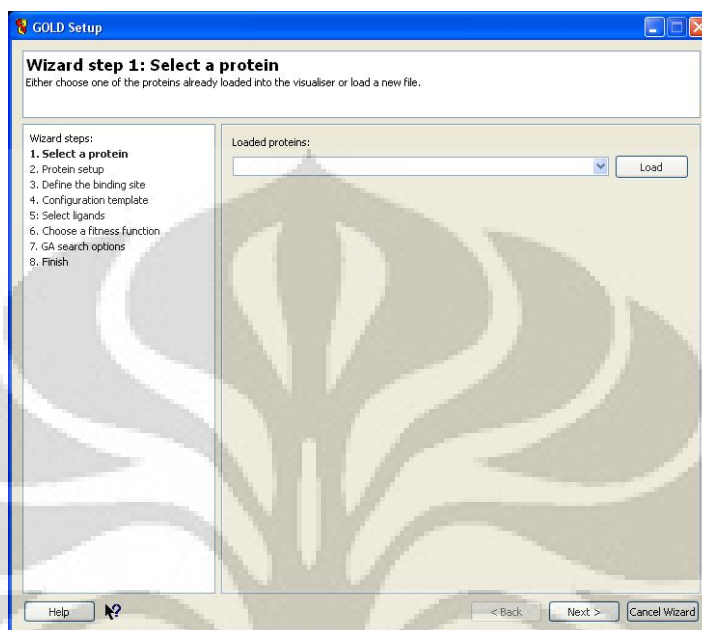 GOLD Setup
Wizard step 1: Select a protein
Either choose one of the proteins already loaded into the visualiser or load a new file.
Wizard steps:
1. Select a protein
2. Protein setup
3. Define the binding site
4. Configuration template
5: Select ligands
6. Choose a fitness function
7. GA search options
8. Finish
Loaded proteins:
Load
Help
?
< Back
Next >
Cancel Wizard